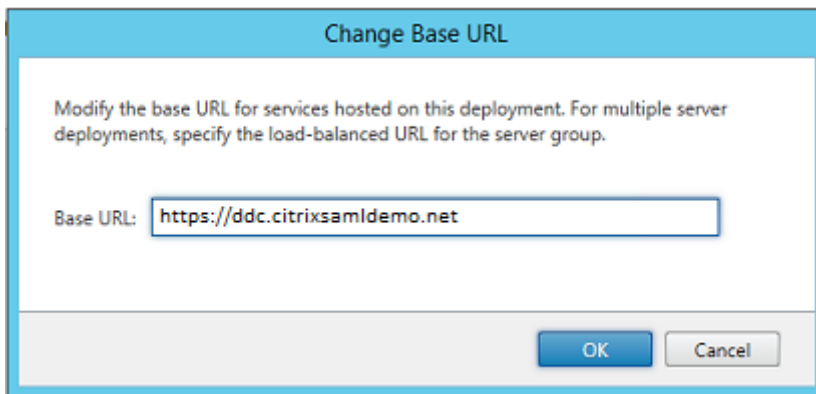 Change Base URL
Modify the base URL for services hosted on this deployment. For multiple server
deployments, specify the load-balanced URL for the server group.
Base URL: https://ddc.citrixsamldemo.net
OK Cancel